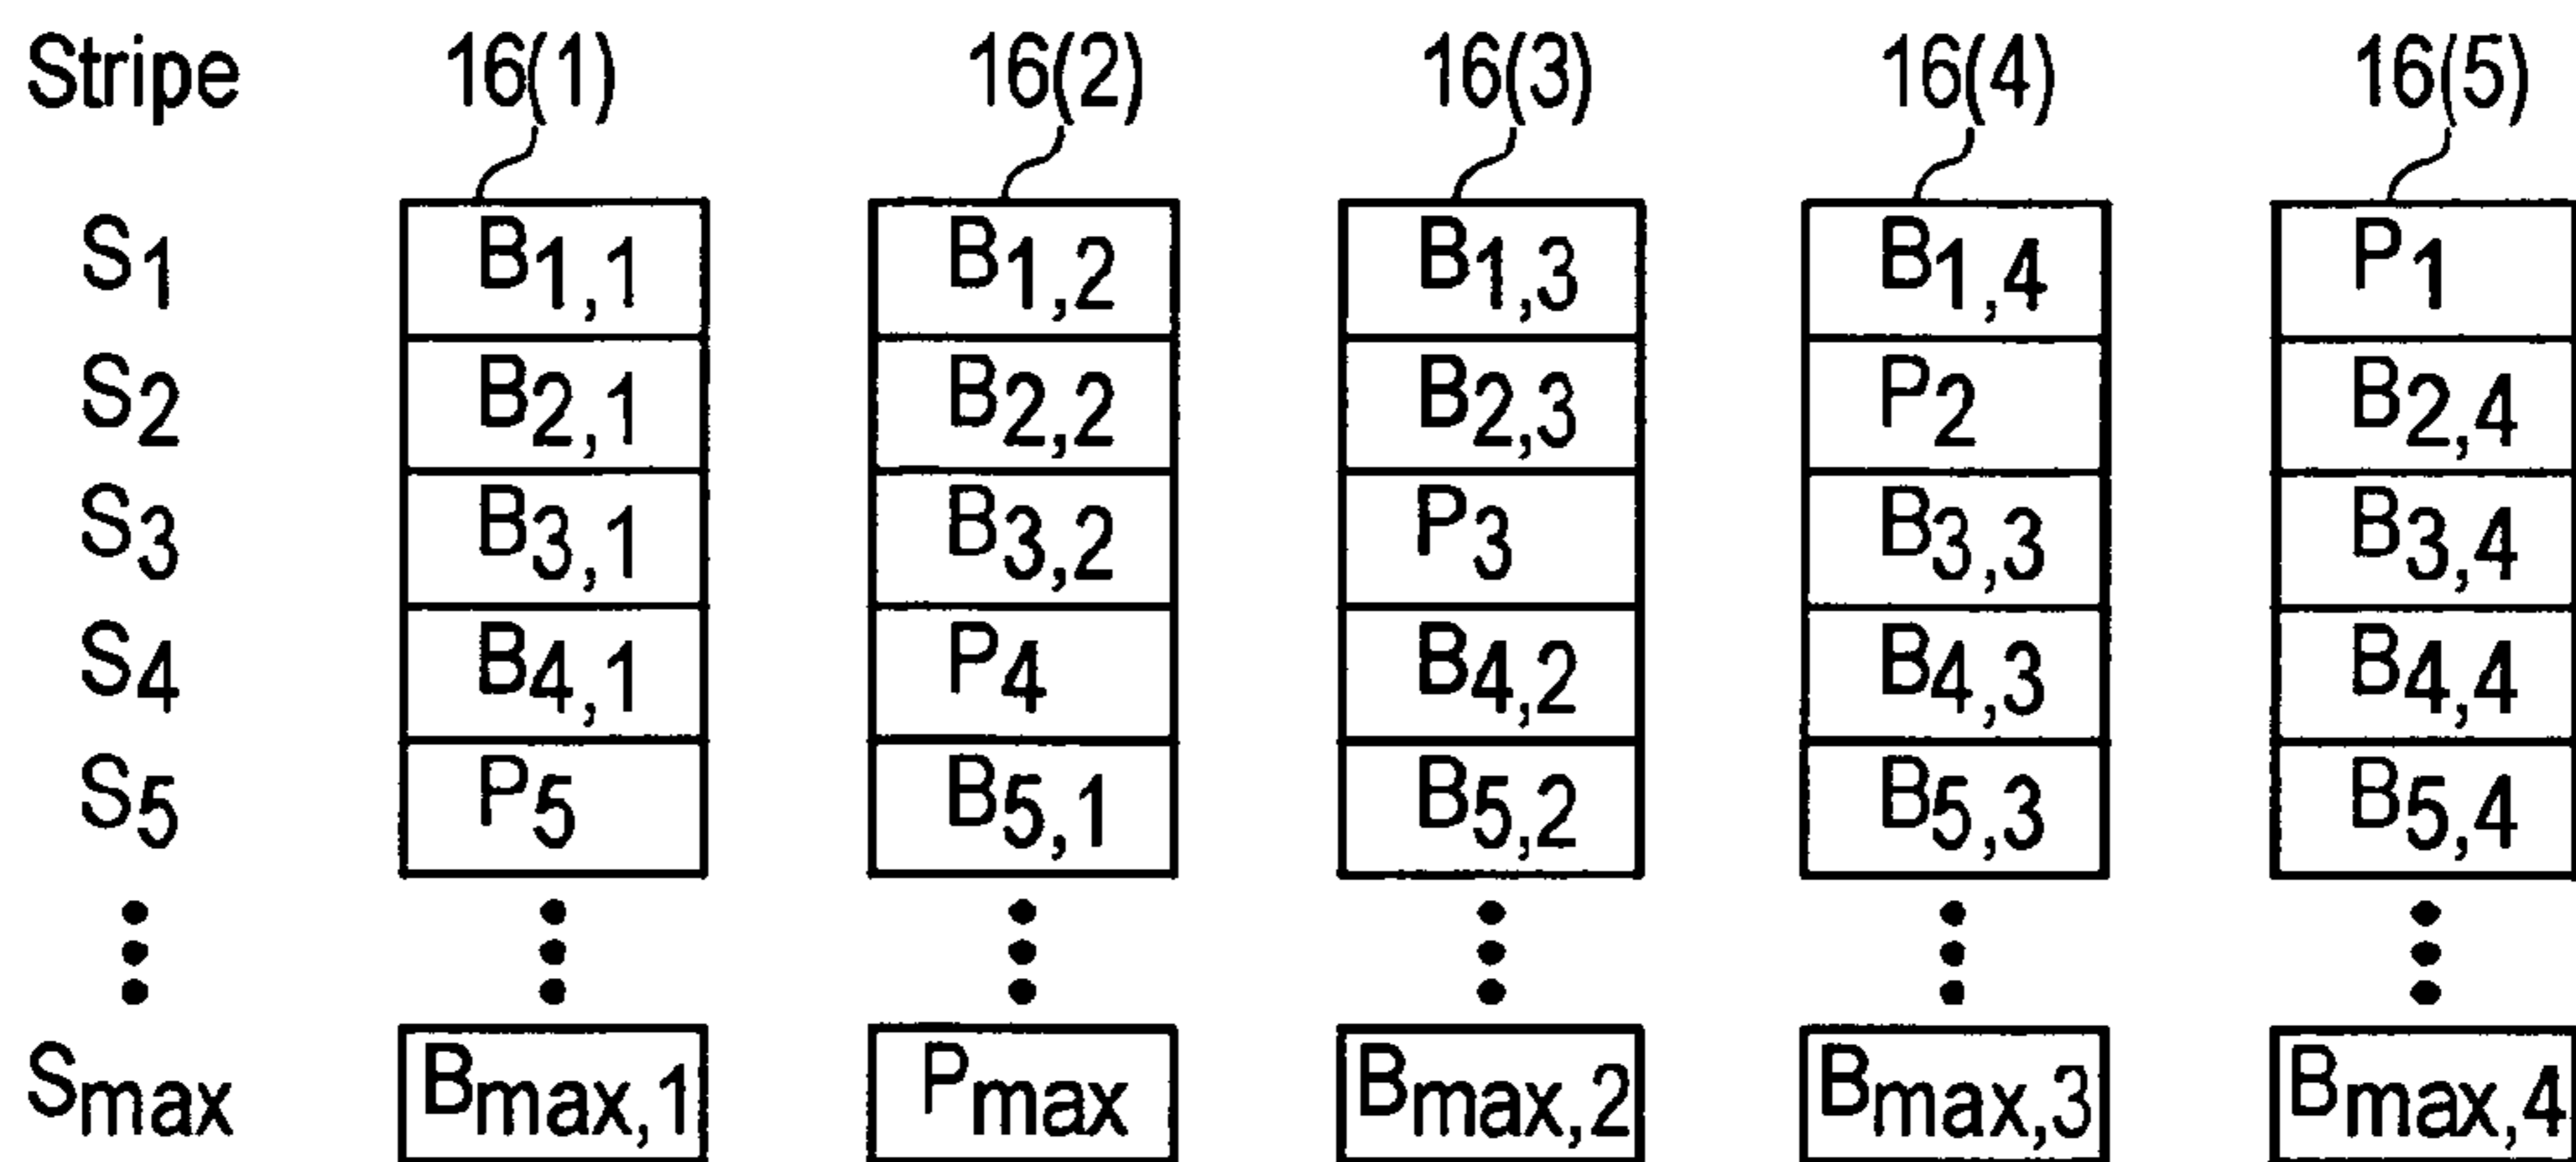 Stripe 16(1) 16(2) 16(3) 16(4) 16(5)
S1 B1,1 B1,2 B1,3 B1,4 P1
S2 B2,1 B2,2 B2,3 P2 B2,4
S3 B3,1 B3,2 P3 B3,3 B3,4
S4 B4,1 P4 B4,2 B4,3 B4,4
S5 P5 B5,1 B5,2 B5,3 B5,4
Smax Bmax,1 Pmax Bmax,2 Bmax,3 Bmax,4